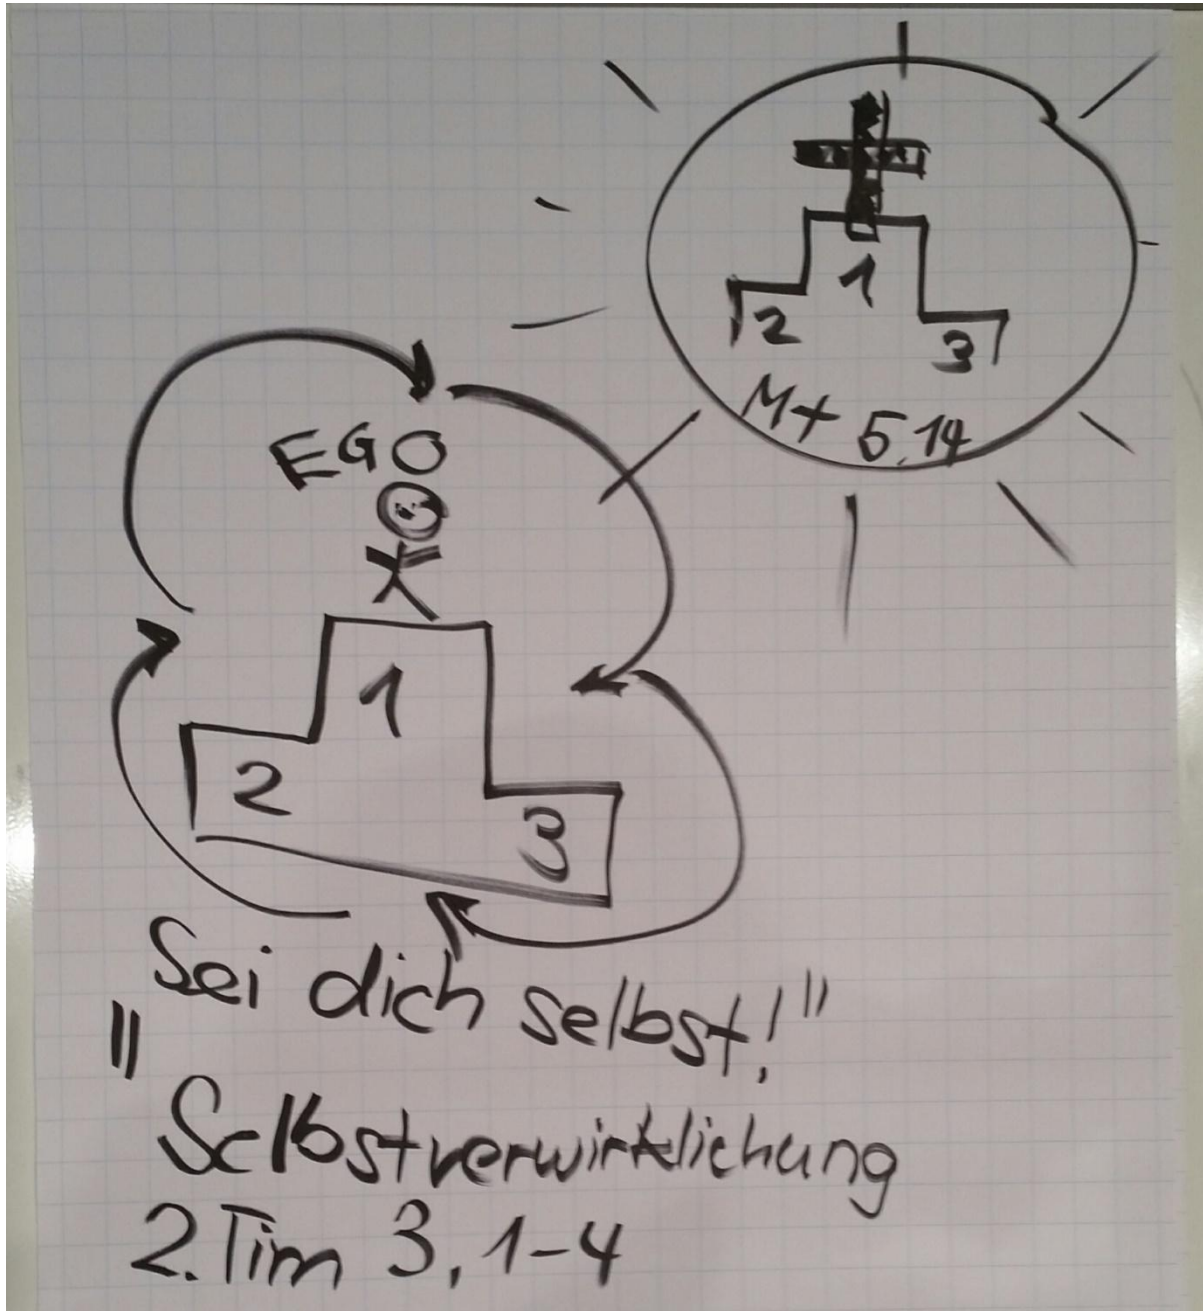 1
2
3
Mt 5,14
EGO
1
2
3
"Sei dich selbst!"
Selbstverwirklichung
2. Tim 3, 1-4